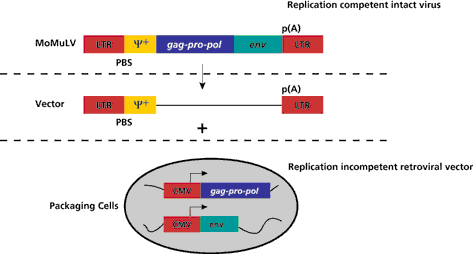 Replication competent intact virus
p(A)
MoMuLV LTR Ψ+ gag-pro-pol env LTR
PBS
p(A)
Vector LTR Ψ+ LTR
PBS
+
Replication incompetent retroviral vector
CMV gag-pro-pol
Packaging Cells
CMV env